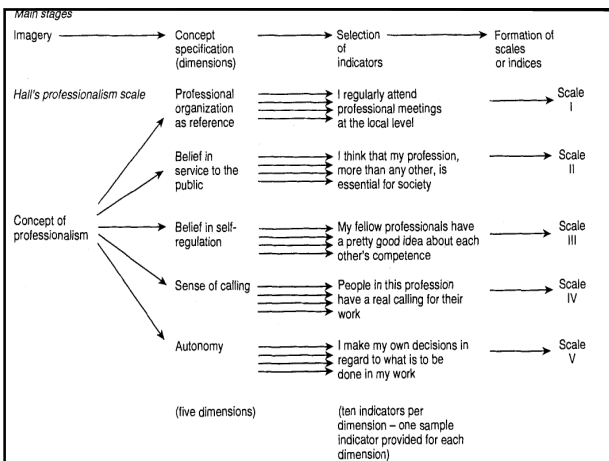 Main stages
Imagery
Concept
specification
(dimensions)
Selection
of
indicators
Formation of
scales
or indices
Hall's professionalism scale
Professional
organization
as reference
I regularly attend
professional meetings
at the local level
Scale
I
Belief in
service to the
public
I think that my profession,
more than any other, is
essential for society
Scale
II
Concept of
professionalism
Belief in self-
regulation
My fellow professionals have
a pretty good idea about each
other's competence
Scale
III
Sense of calling
People in this profession
have a real calling for their
work
Scale
IV
Autonomy
I make my own decisions in
regard to what is to be
done in my work
Scale
V
(five dimensions)
(ten indicators per
dimension – one sample
indicator provided for each
dimension)